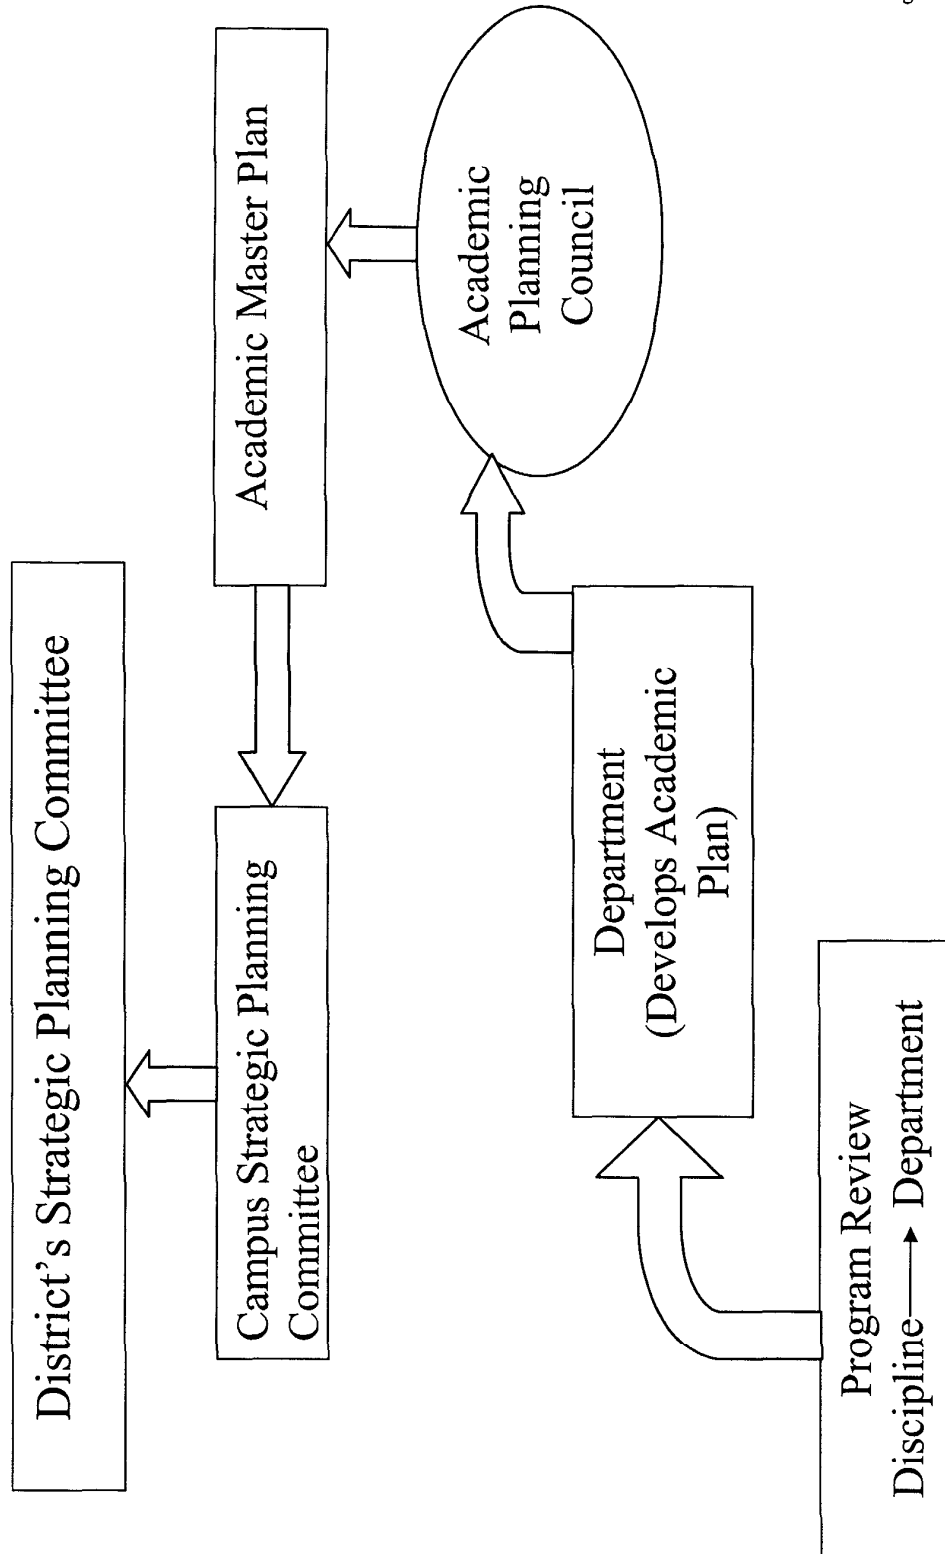 District's Strategic Planning Committee
Campus Strategic Planning
Committee
Academic Master Plan
Academic
Planning
Council
Department
(Develops Academic
Plan)
Program Review
Discipline → Department